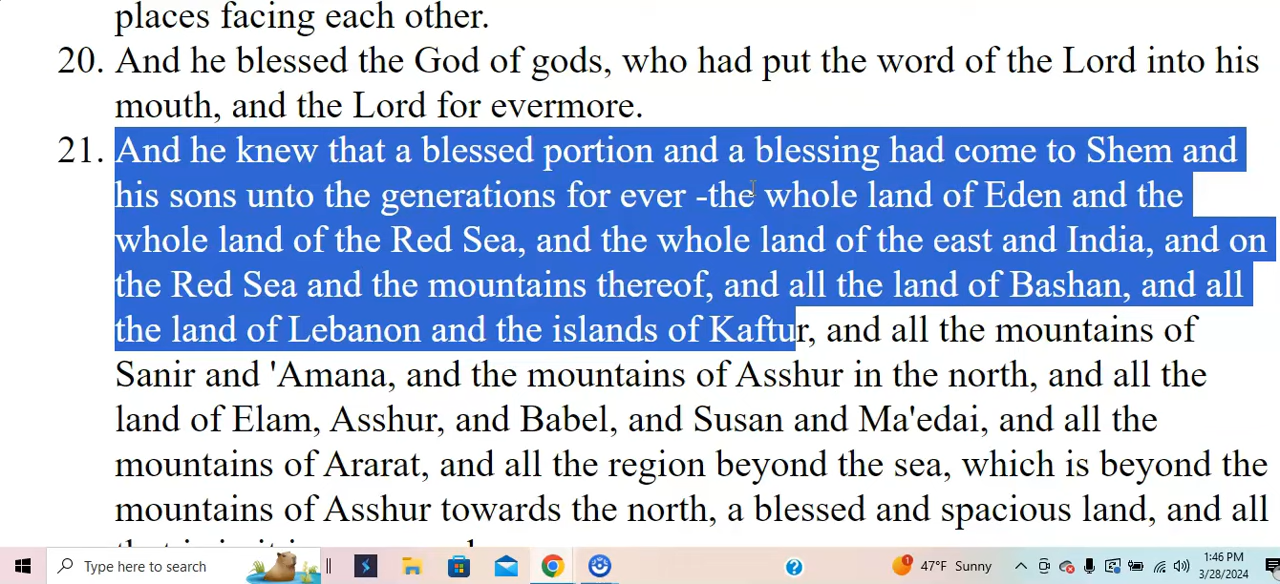 places facing each other.
20. And he blessed the God of gods, who had put the word of the Lord into his
mouth, and the Lord for evermore.
21. And he knew that a blessed portion and a blessing had come to Shem and
his sons unto the generations for ever -the whole land of Eden and the
whole land of the Red Sea, and the whole land of the east and India, and on
the Red Sea and the mountains thereof, and all the land of Bashan, and all
the land of Lebanon and the islands of Kaftur, and all the mountains of
Sanir and 'Amana, and the mountains of Asshur in the north, and all the
land of Elam, Asshur, and Babel, and Susan and Ma'edai, and all the
mountains of Ararat, and all the region beyond the sea, which is beyond the
mountains of Asshur towards the north, a blessed and spacious land, and all
Type here to search
47°F Sunny
1:46 PM
3/28/2024